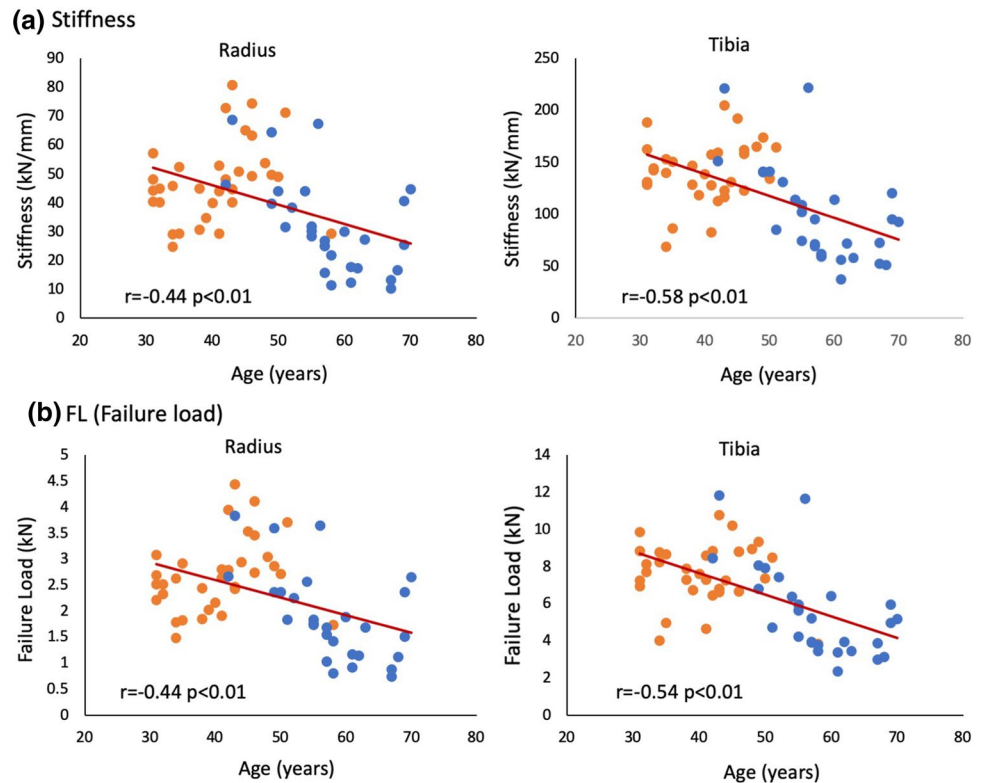 (a) Stiffness
Radius
Stiffness (kN/mm)
90
80
70
60
50
40
30
20
10
0
r=-0.44 p<0.01
20 30 40 50 60 70 80
Age (years)
Tibia
Stiffness (kN/mm)
250
200
150
100
50
0
r=-0.58 p<0.01
20 30 40 50 60 70 80
Age (years)
(b) FL (Failure load)
Radius
Failure Load (kN)
5
4.5
4
3.5
3
2.5
2
1.5
1
0.5
0
r=-0.44 p<0.01
20 30 40 50 60 70 80
Age (years)
Tibia
Failure Load (kN)
14
12
10
8
6
4
2
0
r=-0.54 p<0.01
20 30 40 50 60 70 80
Age (years)